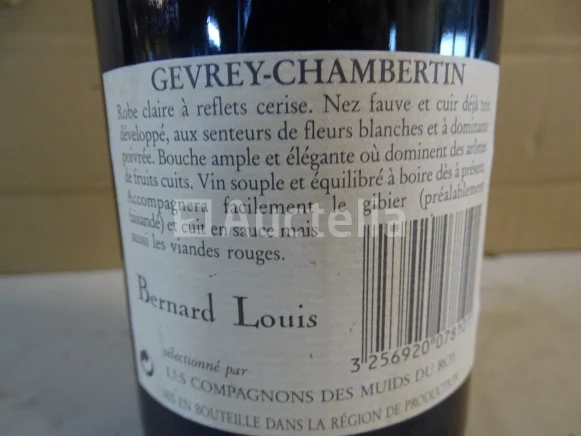 GEVREY-CHAMBERTIN
Robe claire à reflets cerise. Nez fauve et cuir déjà très
développé, aux senteurs de fleurs blanches et à dominante
poivrée. Bouche ample et élégante où dominent des arômes
de fruits cuits. Vin souple et équilibré à boire dès à présent.
Accompagnera facilement le gibier (préalablement
faisandé) et cuit en sauce mais
aussi les viandes rouges.
Auctelia
Bernard Louis
sélectionné par
LES COMPAGNONS DES MUIDS DU ROY
MIS EN BOUTEILLE DANS LA RÉGION DE PRODUCTION
3 256920 0787